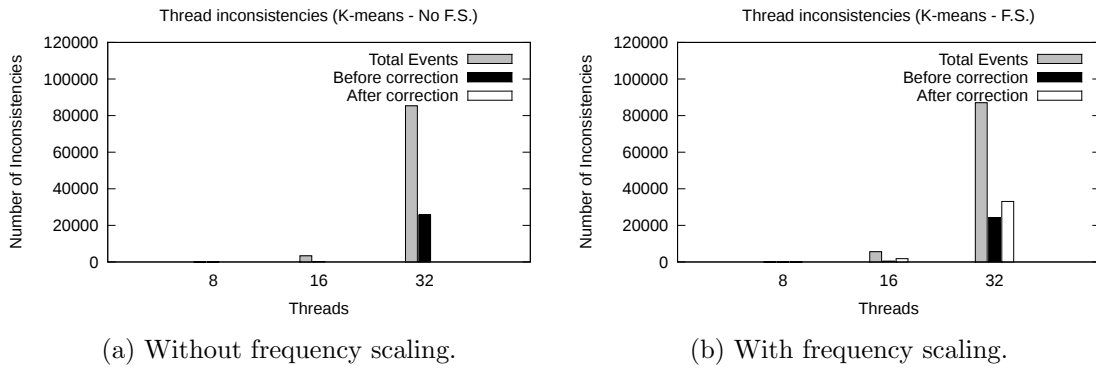 Thread inconsistencies (K-means - No F.S.)
Number of Inconsistencies
120000
100000
80000
60000
40000
20000
0
Total Events
Before correction
After correction
8 16 32
Threads
(a) Without frequency scaling.
Thread inconsistencies (K-means - F.S.)
Number of Inconsistencies
120000
100000
80000
60000
40000
20000
0
Total Events
Before correction
After correction
8 16 32
Threads
(b) With frequency scaling.